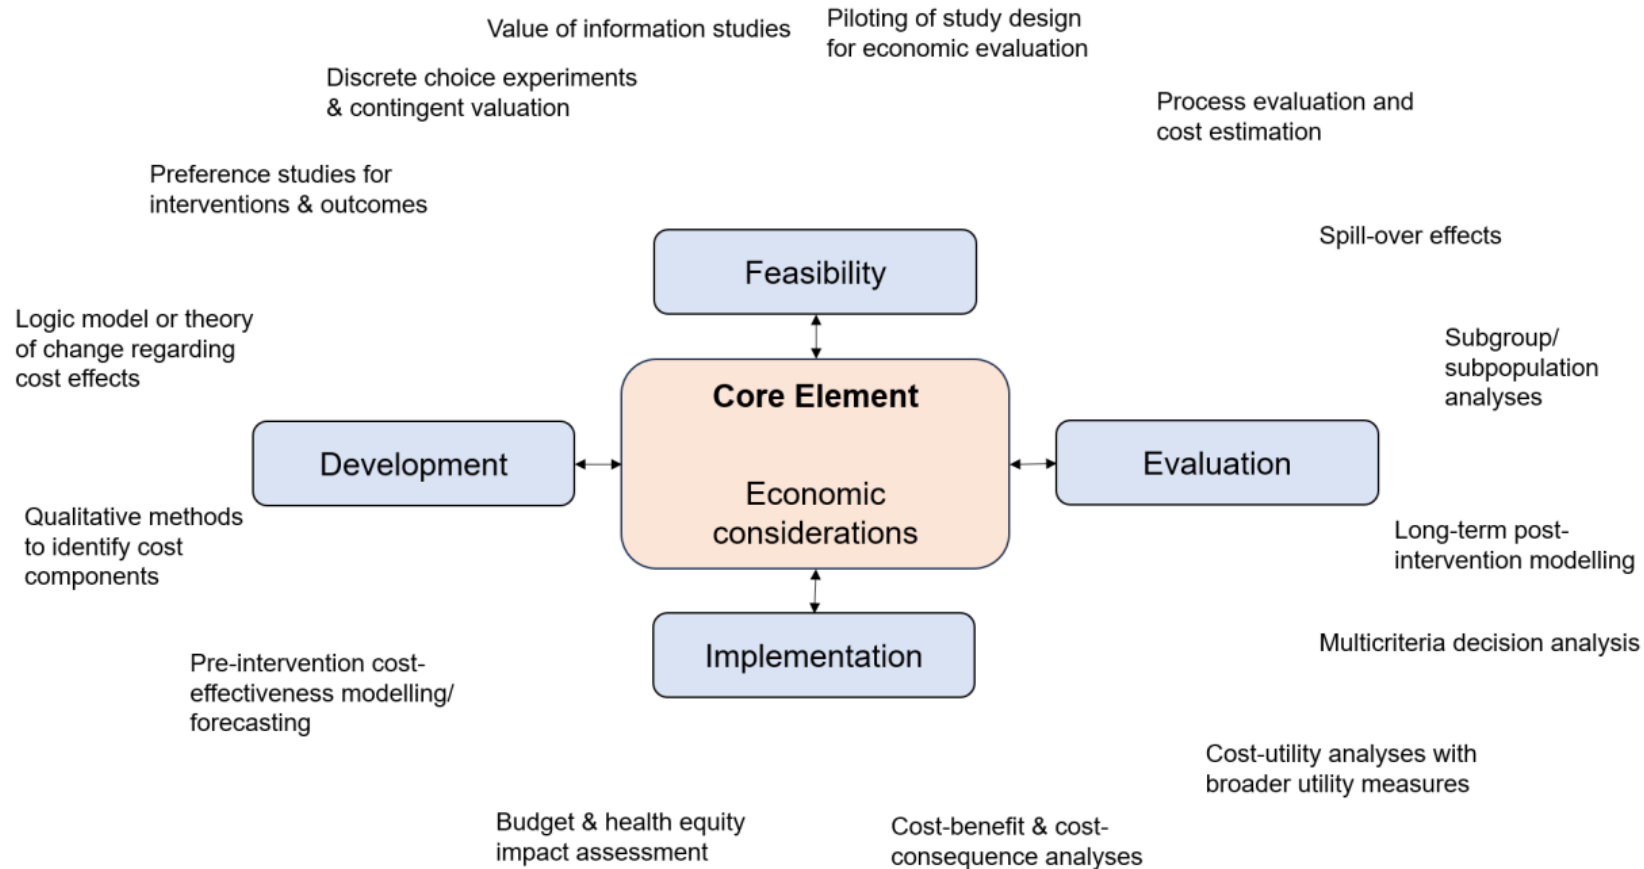 Value of information studies
Piloting of study design
for economic evaluation
Discrete choice experiments
& contingent valuation
Process evaluation and
cost estimation
Preference studies for
interventions & outcomes
Spill-over effects
Feasibility
Logic model or theory
of change regarding
cost effects
Subgroup/
subpopulation
analyses
Core Element
Economic
considerations
Development
Evaluation
Qualitative methods
to identify cost
components
Long-term post-
intervention modelling
Implementation
Multicriteria decision analysis
Pre-intervention cost-
effectiveness modelling/
forecasting
Cost-utility analyses with
broader utility measures
Budget & health equity
impact assessment
Cost-benefit & cost-
consequence analyses